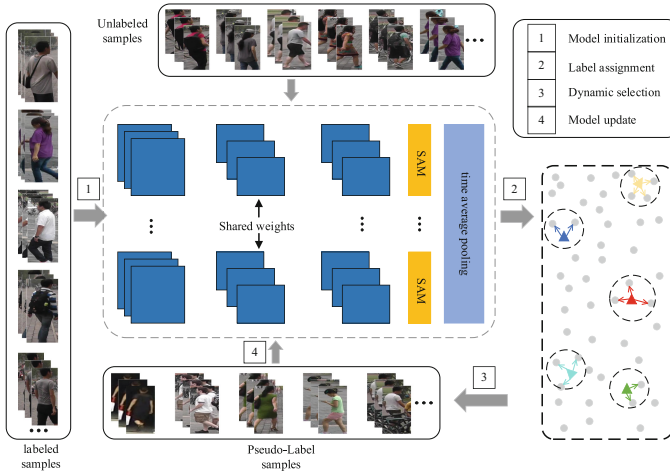 Unlabeled
samples
1 Model initialization
2 Label assignment
3 Dynamic selection
4 Model update
1
SAM
time average pooling
2
Shared weights
SAM
4
3
labeled
samples
Pseudo-Label
samples